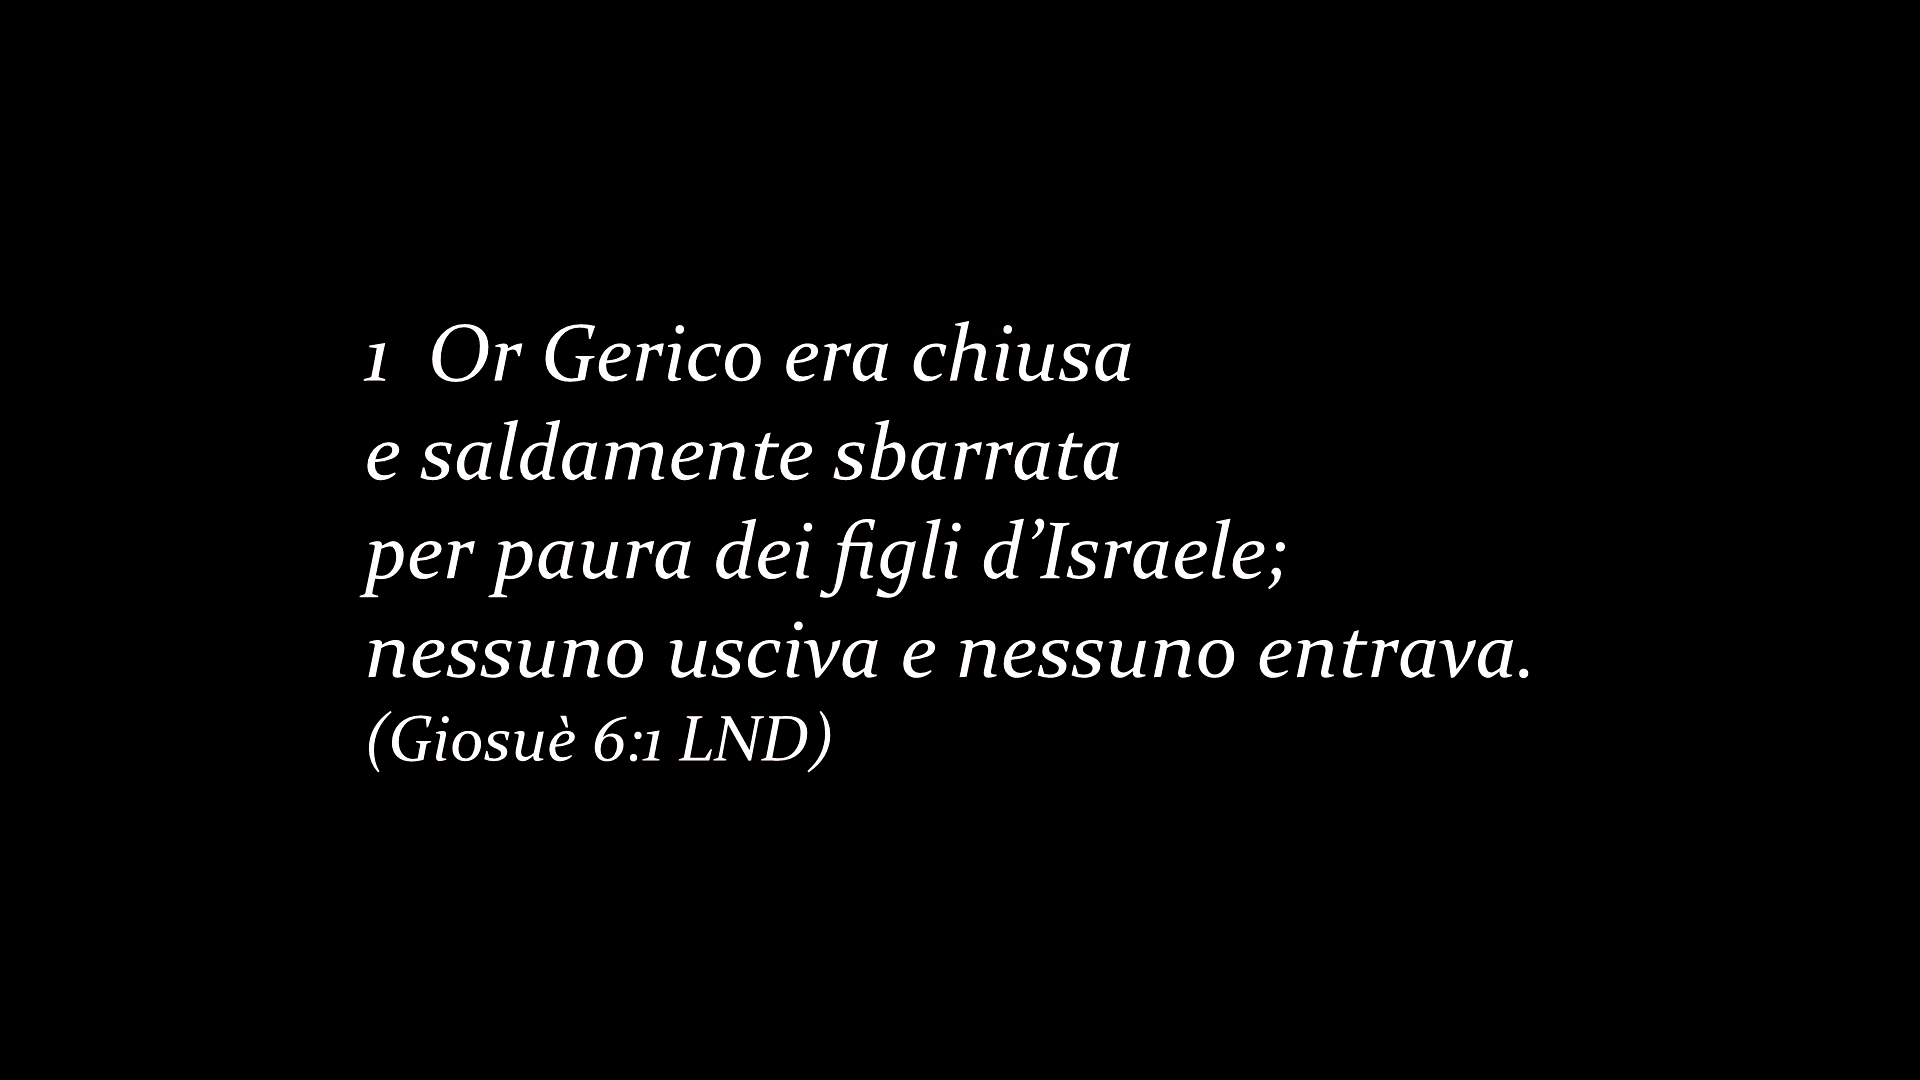 1  Or Gerico era chiusa
e saldamente sbarrata
per paura dei figli d’Israele;
nessuno usciva e nessuno entrava.
(Giosuè 6:1 LND)